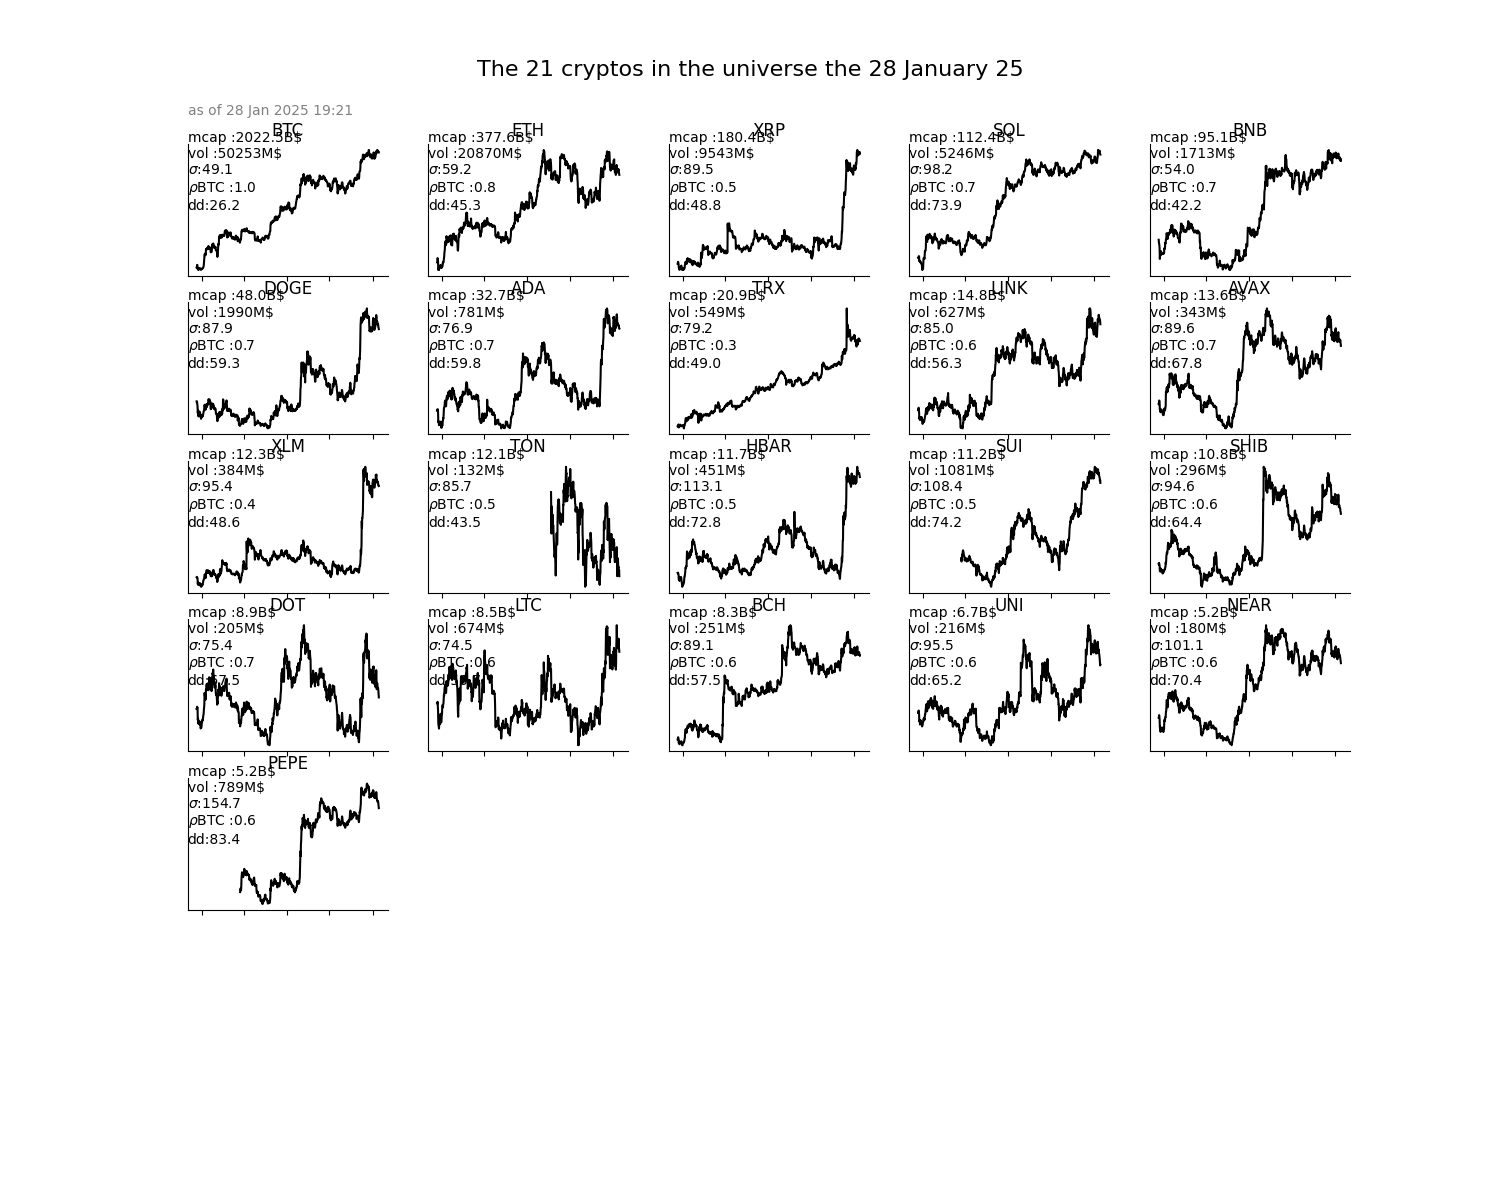 The 21 cryptos in the universe the 28 January 25
as of 28 Jan 2025 19:21
BTC
mcap :2022.5B$
vol :50253M$
σ:49.1
ρBTC :1.0
dd:26.2
ETH
mcap :377.6B$
vol :20870M$
σ:59.2
ρBTC :0.8
dd:45.3
XRP
mcap :180.4B$
vol :9543M$
σ:89.5
ρBTC :0.5
dd:48.8
SOL
mcap :112.4B$
vol :5246M$
σ:98.2
ρBTC :0.7
dd:73.9
BNB
mcap :95.1B$
vol :1713M$
σ:54.0
ρBTC :0.7
dd:42.2
DOGE
mcap :48.0B$
vol :1990M$
σ:87.9
ρBTC :0.7
dd:59.3
ADA
mcap :32.7B$
vol :781M$
σ:76.9
ρBTC :0.7
dd:59.8
TRX
mcap :20.9B$
vol :549M$
σ:79.2
ρBTC :0.3
dd:49.0
LINK
mcap :14.8B$
vol :627M$
σ:85.0
ρBTC :0.6
dd:56.3
AVAX
mcap :13.6B$
vol :343M$
σ:89.6
ρBTC :0.7
dd:67.8
XLM
mcap :12.3B$
vol :384M$
σ:95.4
ρBTC :0.4
dd:48.6
TON
mcap :12.1B$
vol :132M$
σ:85.7
ρBTC :0.5
dd:43.5
HBAR
mcap :11.7B$
vol :451M$
σ:113.1
ρBTC :0.5
dd:72.8
SUI
mcap :11.2B$
vol :1081M$
σ:108.4
ρBTC :0.5
dd:74.2
SHIB
mcap :10.8B$
vol :296M$
σ:94.6
ρBTC :0.6
dd:64.4
DOT
mcap :8.9B$
vol :205M$
σ:75.4
ρBTC :0.7
LTC
mcap :8.5B$
vol :674M$
σ:74.5
ρBTC :0.6
BCH
mcap :8.3B$
vol :251M$
σ:89.1
ρBTC :0.6
dd:57.5
UNI
mcap :6.7B$
vol :216M$
σ:95.5
ρBTC :0.6
dd:65.2
NEAR
mcap :5.2B$
vol :180M$
σ:101.1
ρBTC :0.6
dd:70.4
PEPE
mcap :5.2B$
vol :789M$
σ:154.7
ρBTC :0.6
dd:83.4